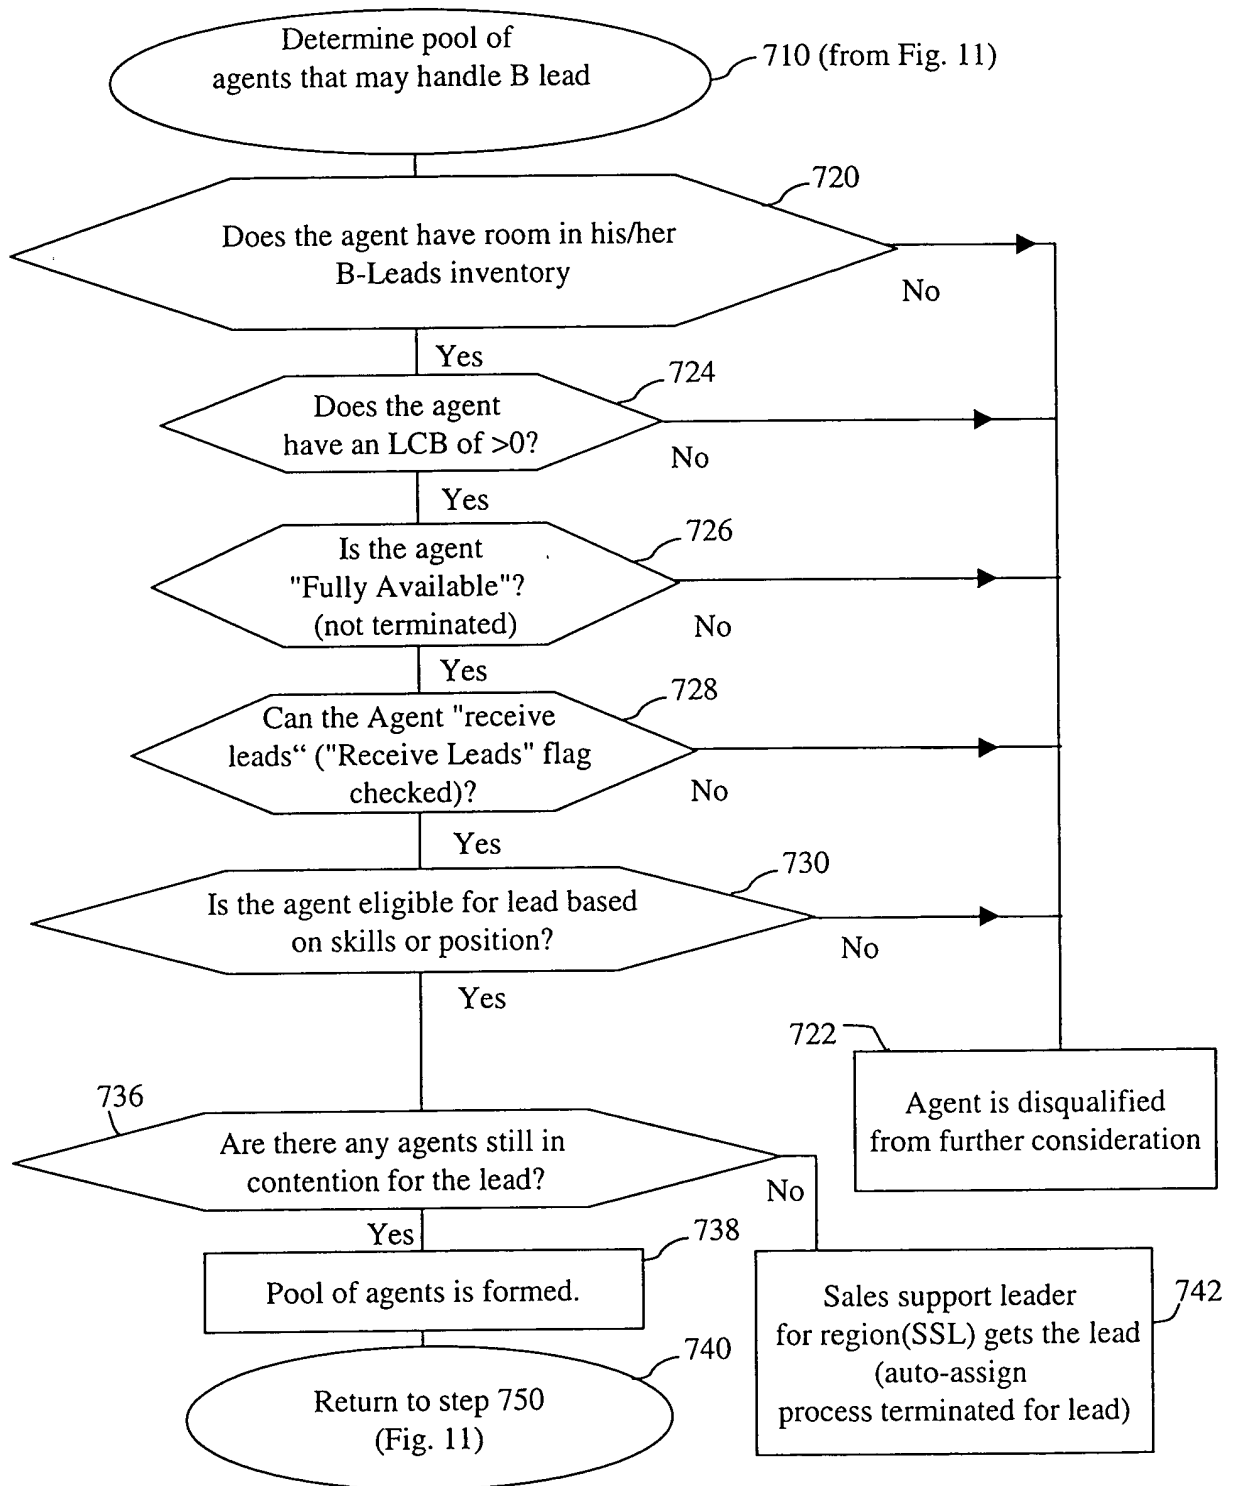 Determine pool of
agents that may handle B lead
710 (from Fig. 11)
720
Does the agent have room in his/her
B-Leads inventory
No
Yes
724
Does the agent
have an LCB of >0?
No
Yes
726
Is the agent
"Fully Available"?
(not terminated)
No
Yes
728
Can the Agent "receive
leads“ ("Receive Leads" flag
checked)?
No
Yes
730
Is the agent eligible for lead based
on skills or position?
No
Yes
722
Agent is disqualified
from further consideration
736
Are there any agents still in
contention for the lead?
No
Yes
738
Pool of agents is formed.
742
Sales support leader
for region(SSL) gets the lead
(auto-assign
process terminated for lead)
740
Return to step 750
(Fig. 11)